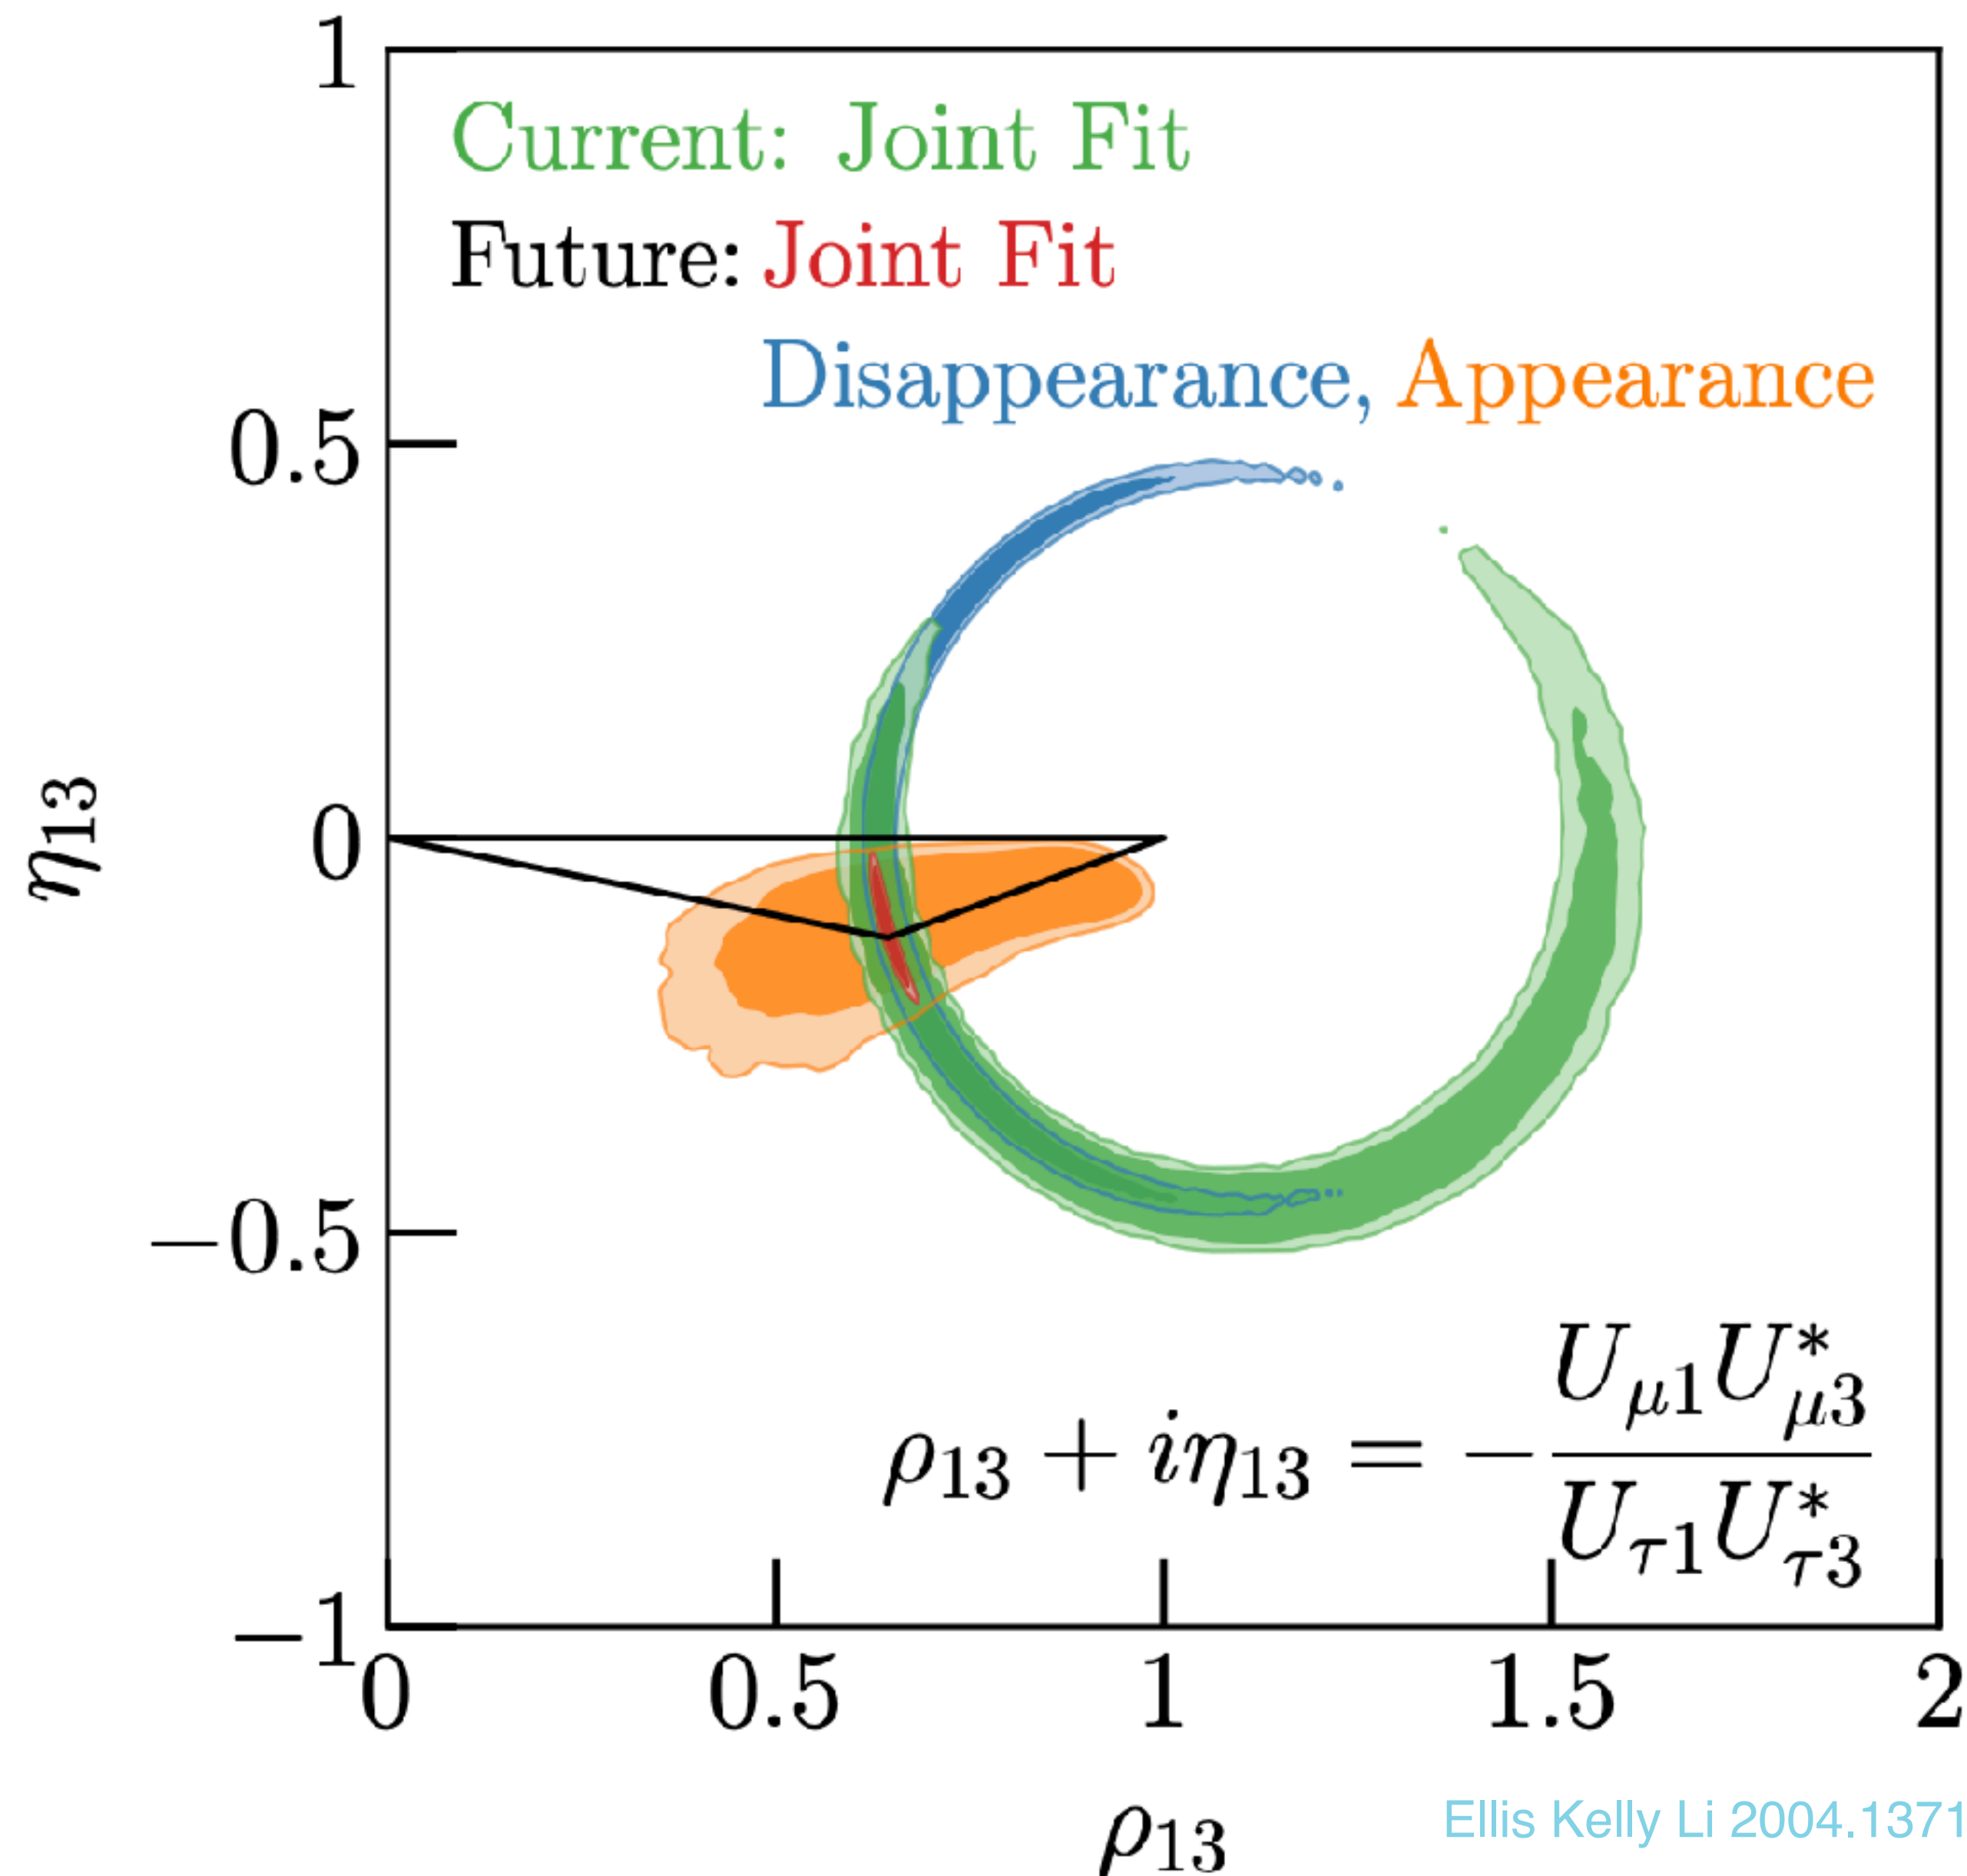 1
Current: Joint Fit
Future: Joint Fit
Disappearance, Appearance
0.5
η13
0
−0.5
ρ13 + iη13 = − Uμ1U*μ3 / Uτ1U*τ3
−1
0 0.5 1 1.5 2
ρ13
Ellis Kelly Li 2004.1371